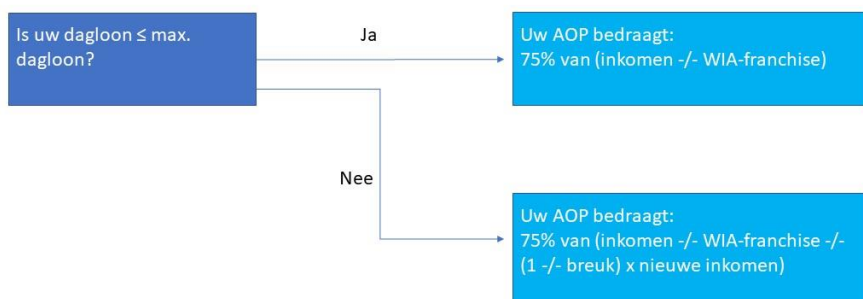 Is uw dagloon ≤ max.
dagloon?
Ja
Uw AOP bedraagt:
75% van (inkomen -/- WIA-franchise)
Nee
Uw AOP bedraagt:
75% van (inkomen -/- WIA-franchise -/-
(1 -/- breuk) x nieuwe inkomen)